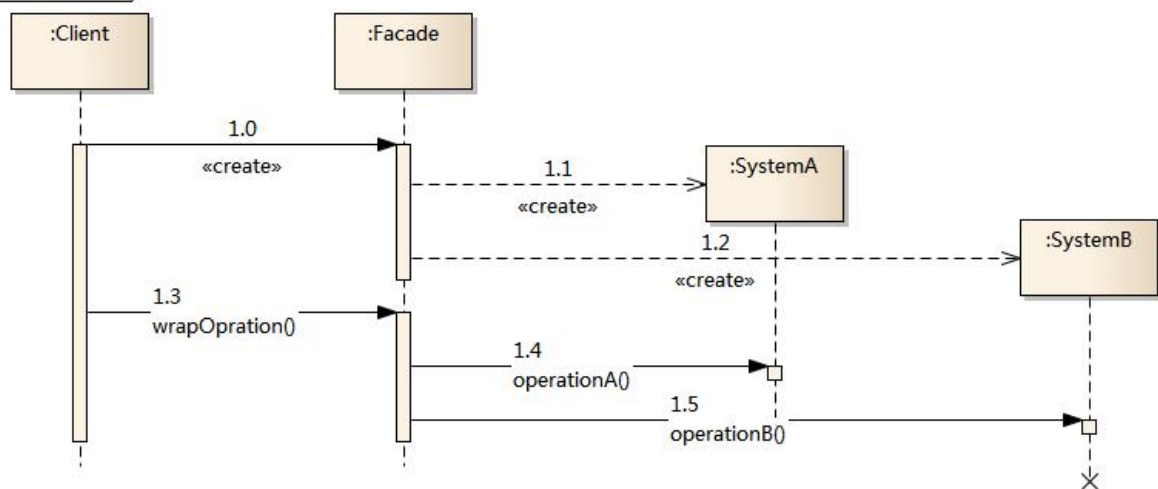 :Client
:Facade
1.0
«create»
1.1
«create»
:SystemA
1.2
«create»
:SystemB
1.3
wrapOpration()
1.4
operationA()
1.5
operationB()